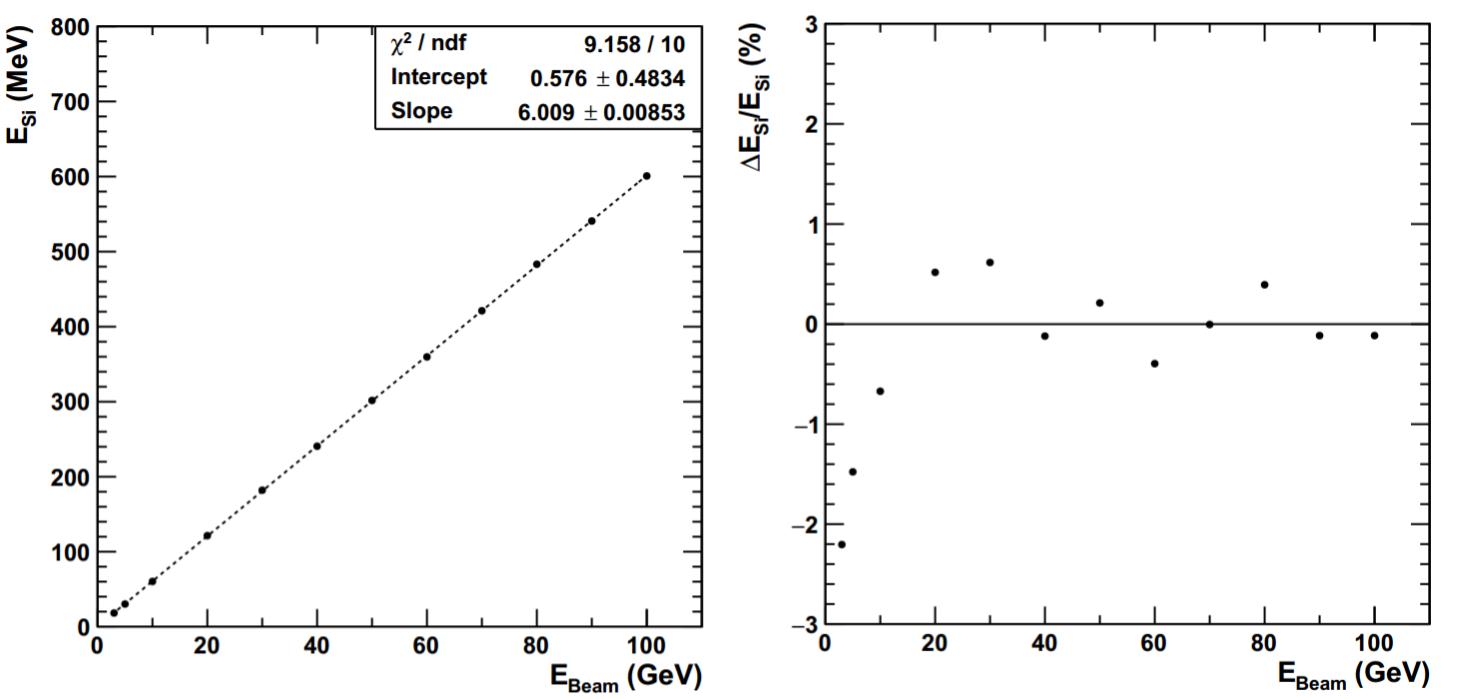 E_Si (MeV)
800
700
600
500
400
300
200
100
0
χ² / ndf 9.158 / 10
Intercept 0.576 ± 0.4834
Slope 6.009 ± 0.00853
0 20 40 60 80 100
E_Beam (GeV)
ΔE_Si/E_Si (%)
3
2
1
0
−1
−2
−3
0 20 40 60 80 100
E_Beam (GeV)